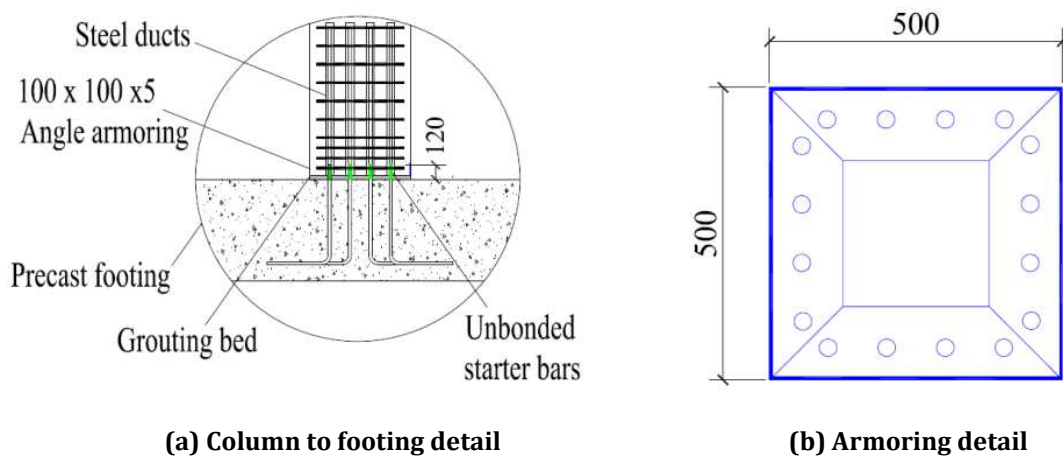 Steel ducts
100 x 100 x5
Angle armoring
120
Precast footing
Grouting bed
Unbonded
starter bars
(a) Column to footing detail
500
500
(b) Armoring detail